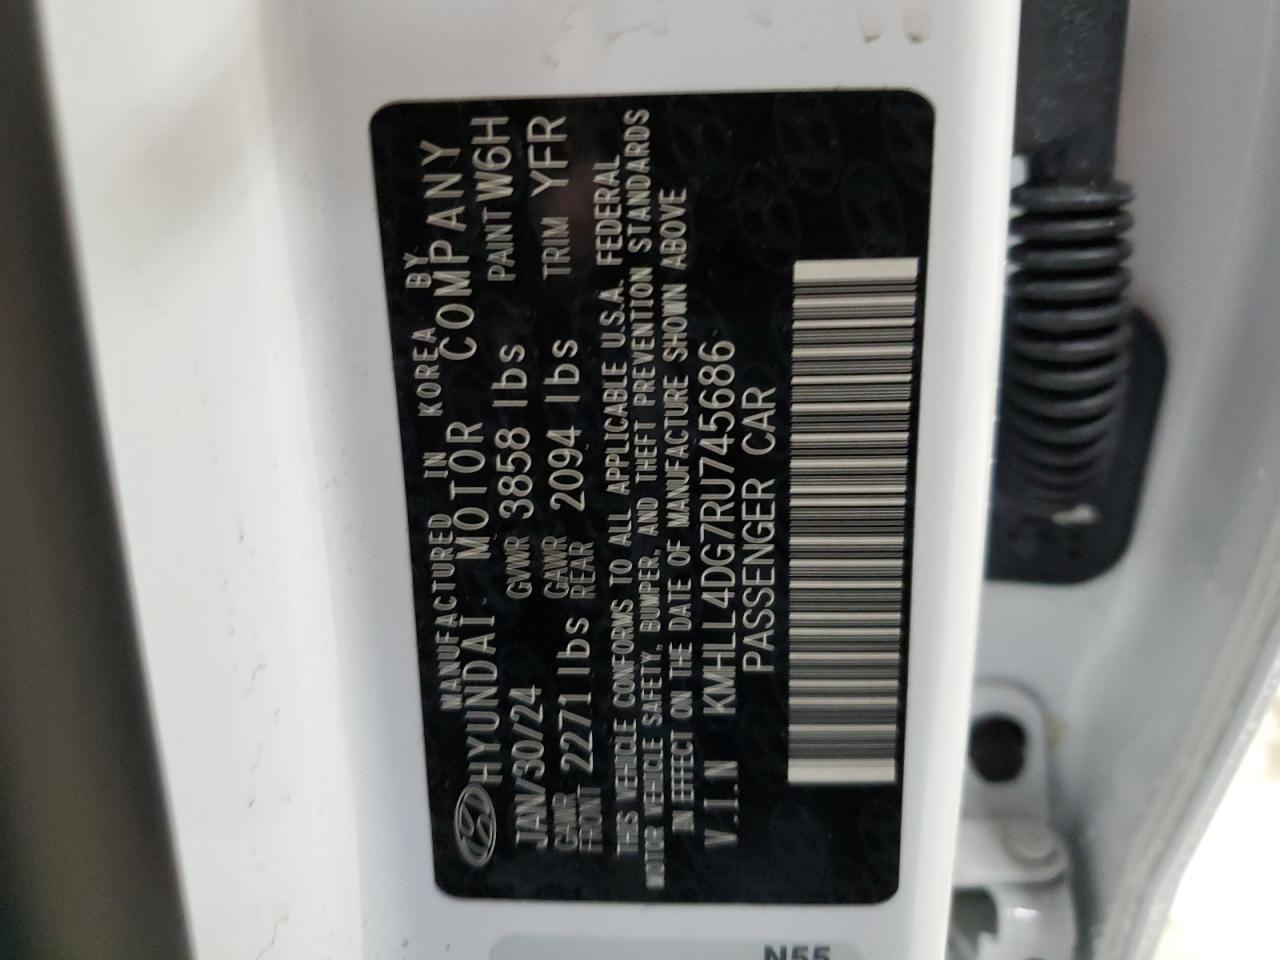 MANUFACTURED IN KOREA BY
HYUNDAI MOTOR COMPANY
JAN/30/24 GVWR 3858 lbs PAINT W6H
GAWR FRONT 2271 lbs GAWR REAR 2094 lbs TRIM YFR
THIS VEHICLE CONFORMS TO ALL APPLICABLE U.S.A. FEDERAL
MOTOR VEHICLE SAFETY, BUMPER, AND THEFT PREVENTION STANDARDS
IN EFFECT ON THE DATE OF MANUFACTURE SHOWN ABOVE
V.I.N KMHLL4DG7RU745686
PASSENGER CAR
N55